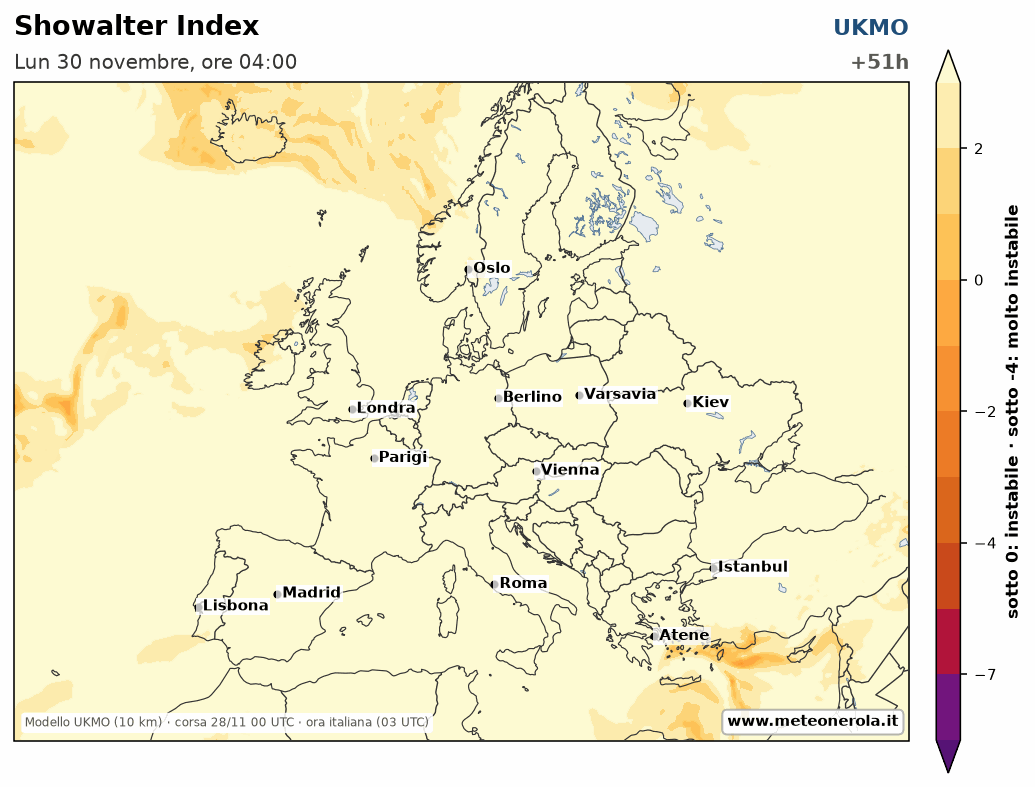 Showalter Index
UKMO
Lun 30 novembre, ore 04:00
+51h
2
0
−2
−4
−7
sotto 0: instabile · sotto -4: molto instabile
Oslo
Berlino
Varsavia
Kiev
Londra
Parigi
Vienna
Istanbul
Roma
Madrid
Lisbona
Atene
Modello UKMO (10 km) · corsa 28/11 00 UTC · ora italiana (03 UTC)
www.meteonerola.it